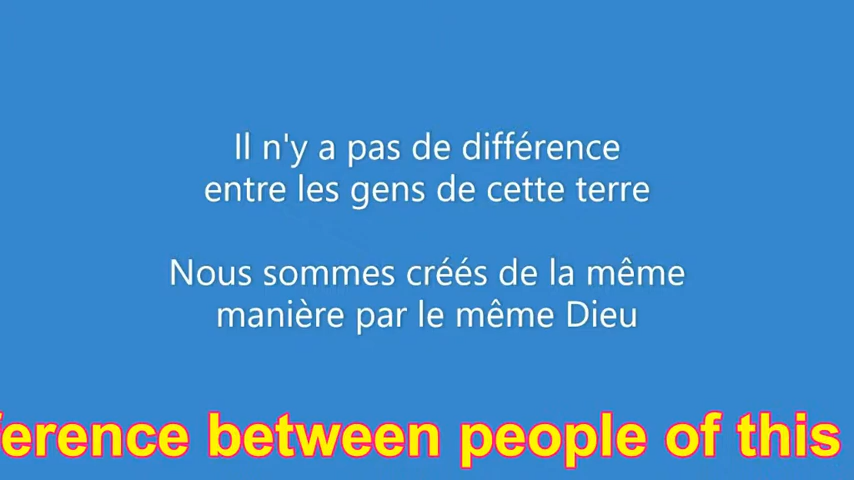 Il n'y a pas de différence
entre les gens de cette terre
Nous sommes créés de la même
manière par le même Dieu
ference between people of this